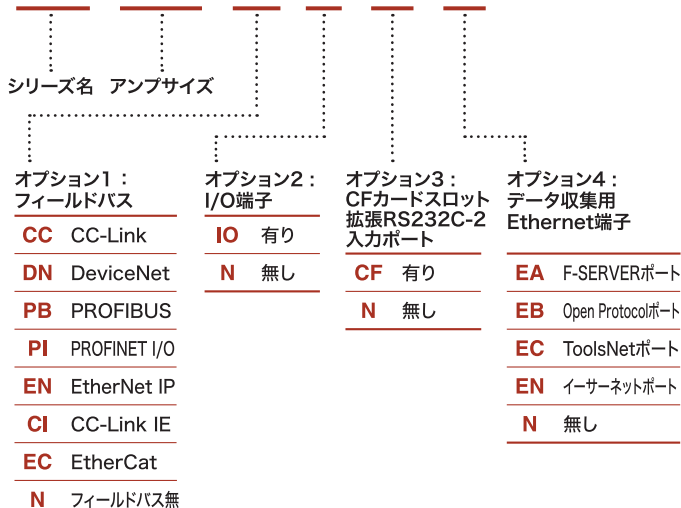 シリーズ名 アンプサイズ
オプション1：
フィールドバス
CC CC-Link
DN DeviceNet
PB PROFIBUS
PI PROFINET I/O
EN EtherNet IP
CI CC-Link IE
EC EtherCat
N フィールドバス無
オプション2：
I/O端子
IO 有り
N 無し
オプション3：
CFカードスロット
拡張RS232C-2
入力ポート
CF 有り
N 無し
オプション4：
データ収集用
Ethernet端子
EA F-SERVERポート
EB Open Protocolポート
EC ToolsNetポート
EN イーサーネットポート
N 無し